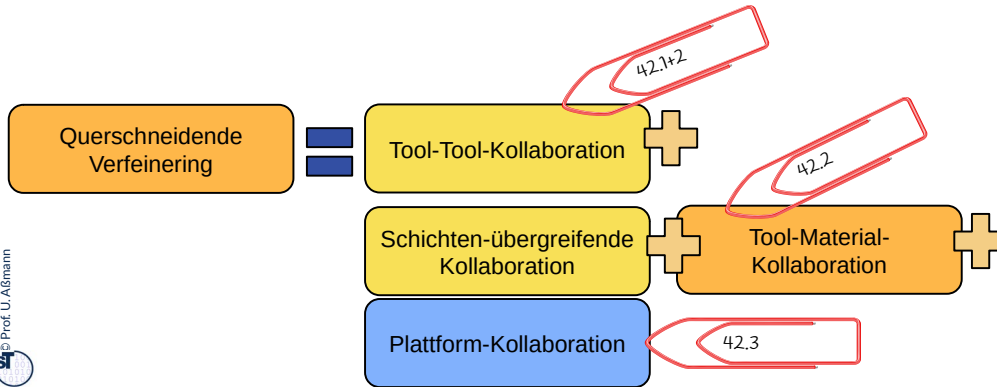 42.1+2
Querschneidende
Verfeinering
Tool-Tool-Kollaboration
42.2
Schichten-übergreifende
Kollaboration
Tool-Material-
Kollaboration
Plattform-Kollaboration
42.3
© Prof. U. Aßmann
ST